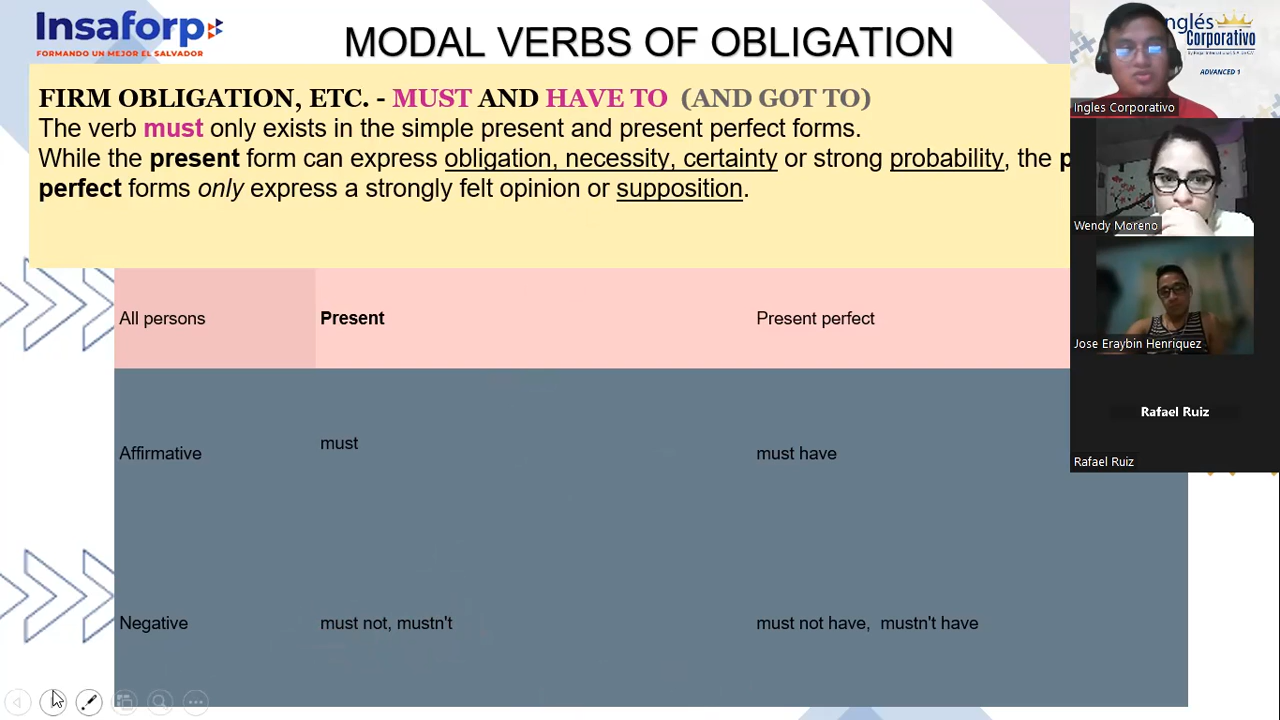 Insaforp
FORMANDO UN MEJOR EL SALVADOR
MODAL VERBS OF OBLIGATION
FIRM OBLIGATION, ETC. - MUST AND HAVE TO (AND GOT TO)
The verb must only exists in the simple present and present perfect forms.
While the present form can express obligation, necessity, certainty or strong probability, the
perfect forms only express a strongly felt opinion or supposition.
All persons
Present
Present perfect
Affirmative
must
must have
Negative
must not, mustn't
must not have, mustn't have
Inglés
Corporativo
ADVANCED 1
Ingles Corporativo
Wendy Moreno
Jose Eraybin Henriquez
Rafael Ruiz
Rafael Ruiz